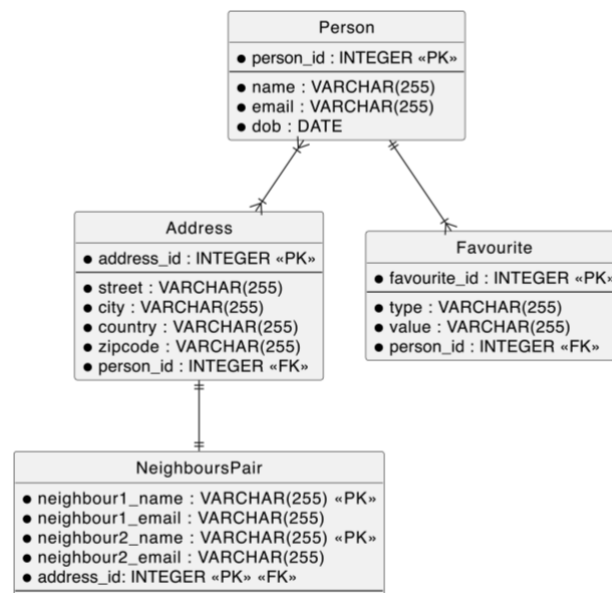 Person
person_id : INTEGER «PK»
name : VARCHAR(255)
email : VARCHAR(255)
dob : DATE
Address
address_id : INTEGER «PK»
street : VARCHAR(255)
city : VARCHAR(255)
country : VARCHAR(255)
zipcode : VARCHAR(255)
person_id : INTEGER «FK»
Favourite
favourite_id : INTEGER «PK»
type : VARCHAR(255)
value : VARCHAR(255)
person_id : INTEGER «FK»
NeighboursPair
neighbour1_name : VARCHAR(255) «PK»
neighbour1_email : VARCHAR(255)
neighbour2_name : VARCHAR(255) «PK»
neighbour2_email : VARCHAR(255)
address_id: INTEGER «PK» «FK»